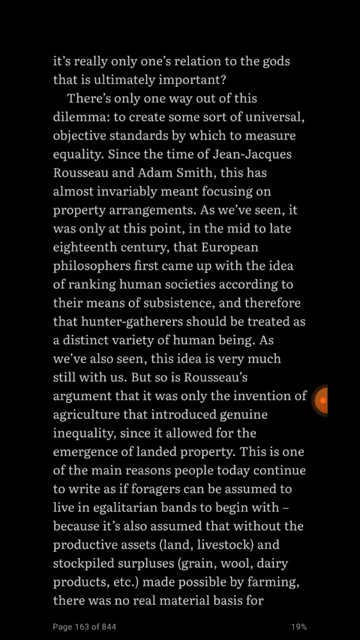 it's really only one's relation to the gods
that is ultimately important?
There's only one way out of this
dilemma: to create some sort of universal,
objective standards by which to measure
equality. Since the time of Jean-Jacques
Rousseau and Adam Smith, this has
almost invariably meant focusing on
property arrangements. As we've seen, it
was only at this point, in the mid to late
eighteenth century, that European
philosophers first came up with the idea
of ranking human societies according to
their means of subsistence, and therefore
that hunter-gatherers should be treated as
a distinct variety of human being. As
we've also seen, this idea is very much
still with us. But so is Rousseau's
argument that it was only the invention of
agriculture that introduced genuine
inequality, since it allowed for the
emergence of landed property. This is one
of the main reasons people today continue
to write as if foragers can be assumed to
live in egalitarian bands to begin with –
because it's also assumed that without the
productive assets (land, livestock) and
stockpiled surpluses (grain, wool, dairy
products, etc.) made possible by farming,
there was no real material basis for
Page 163 of 844
19%